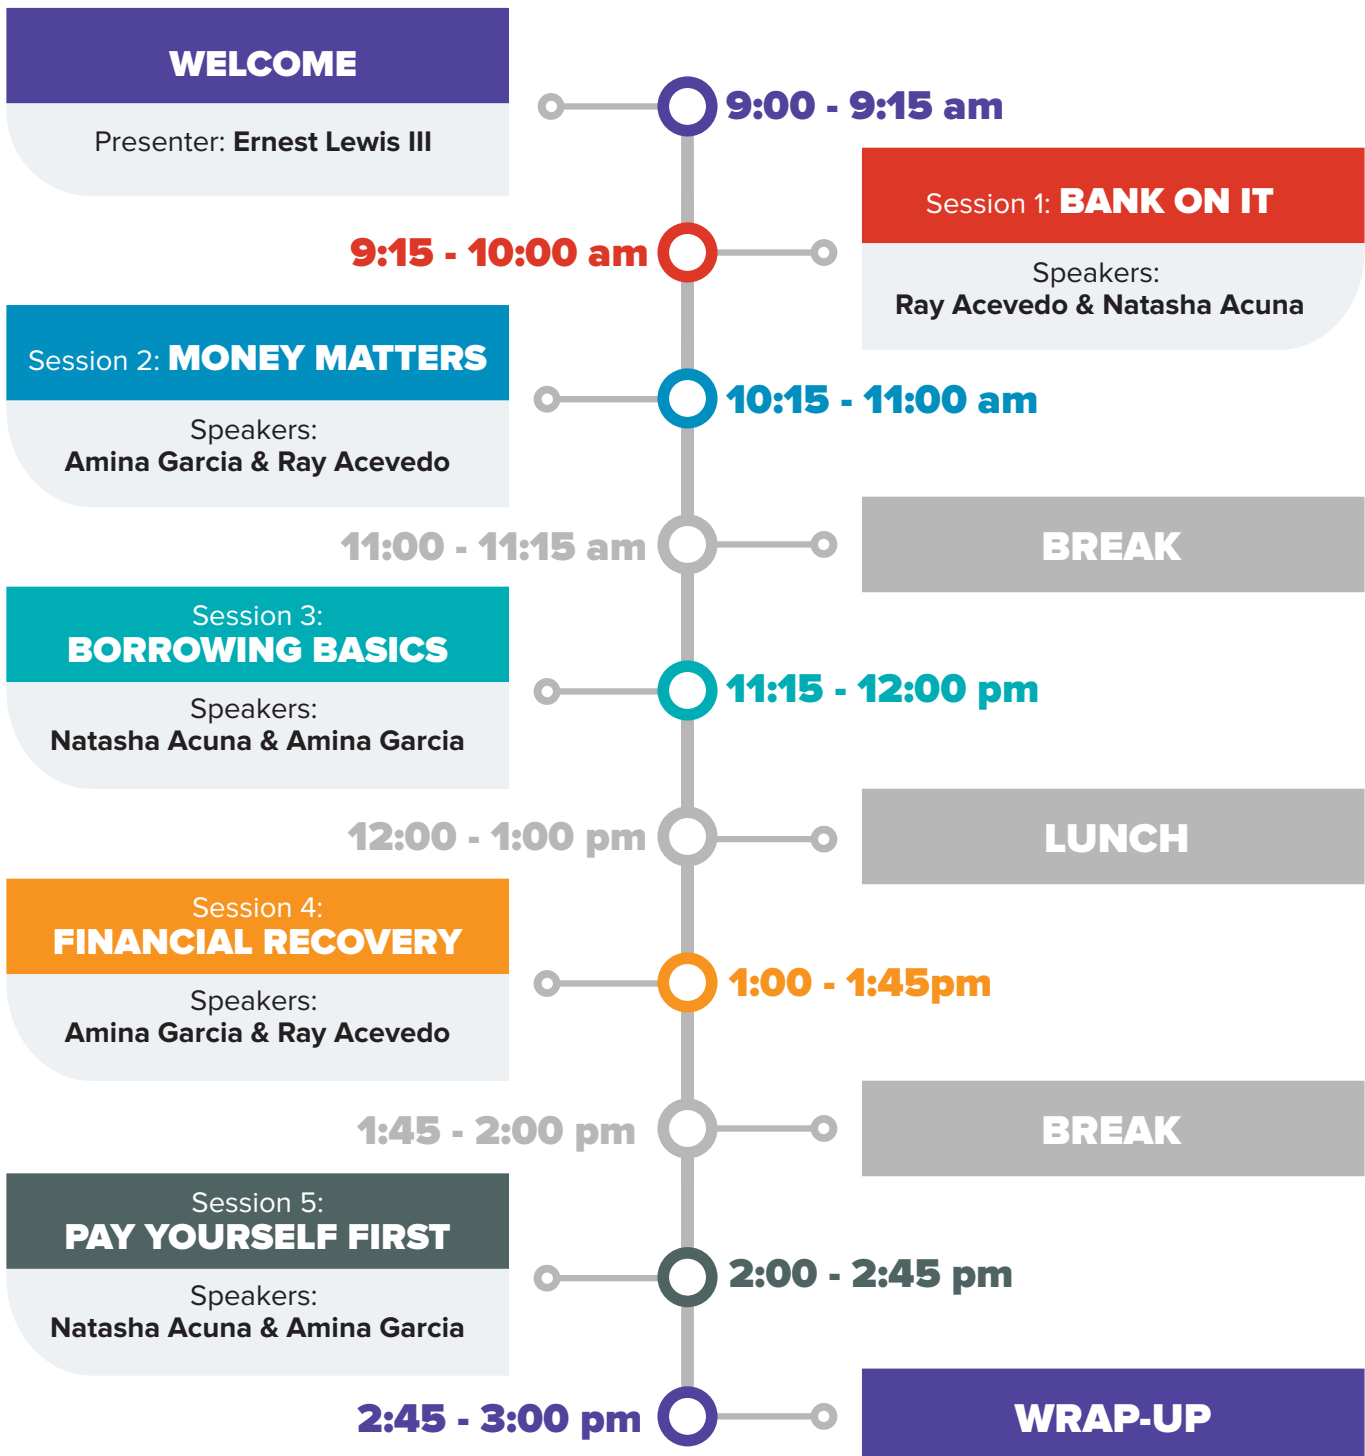 WELCOME
Presenter: Ernest Lewis III
9:00 - 9:15 am
Session 1: BANK ON IT
Speakers:
Ray Acevedo & Natasha Acuna
9:15 - 10:00 am
Session 2: MONEY MATTERS
Speakers:
Amina Garcia & Ray Acevedo
10:15 - 11:00 am
11:00 - 11:15 am
BREAK
Session 3:
BORROWING BASICS
Speakers:
Natasha Acuna & Amina Garcia
11:15 - 12:00 pm
12:00 - 1:00 pm
LUNCH
Session 4:
FINANCIAL RECOVERY
Speakers:
Amina Garcia & Ray Acevedo
1:00 - 1:45pm
1:45 - 2:00 pm
BREAK
Session 5:
PAY YOURSELF FIRST
Speakers:
Natasha Acuna & Amina Garcia
2:00 - 2:45 pm
2:45 - 3:00 pm
WRAP-UP